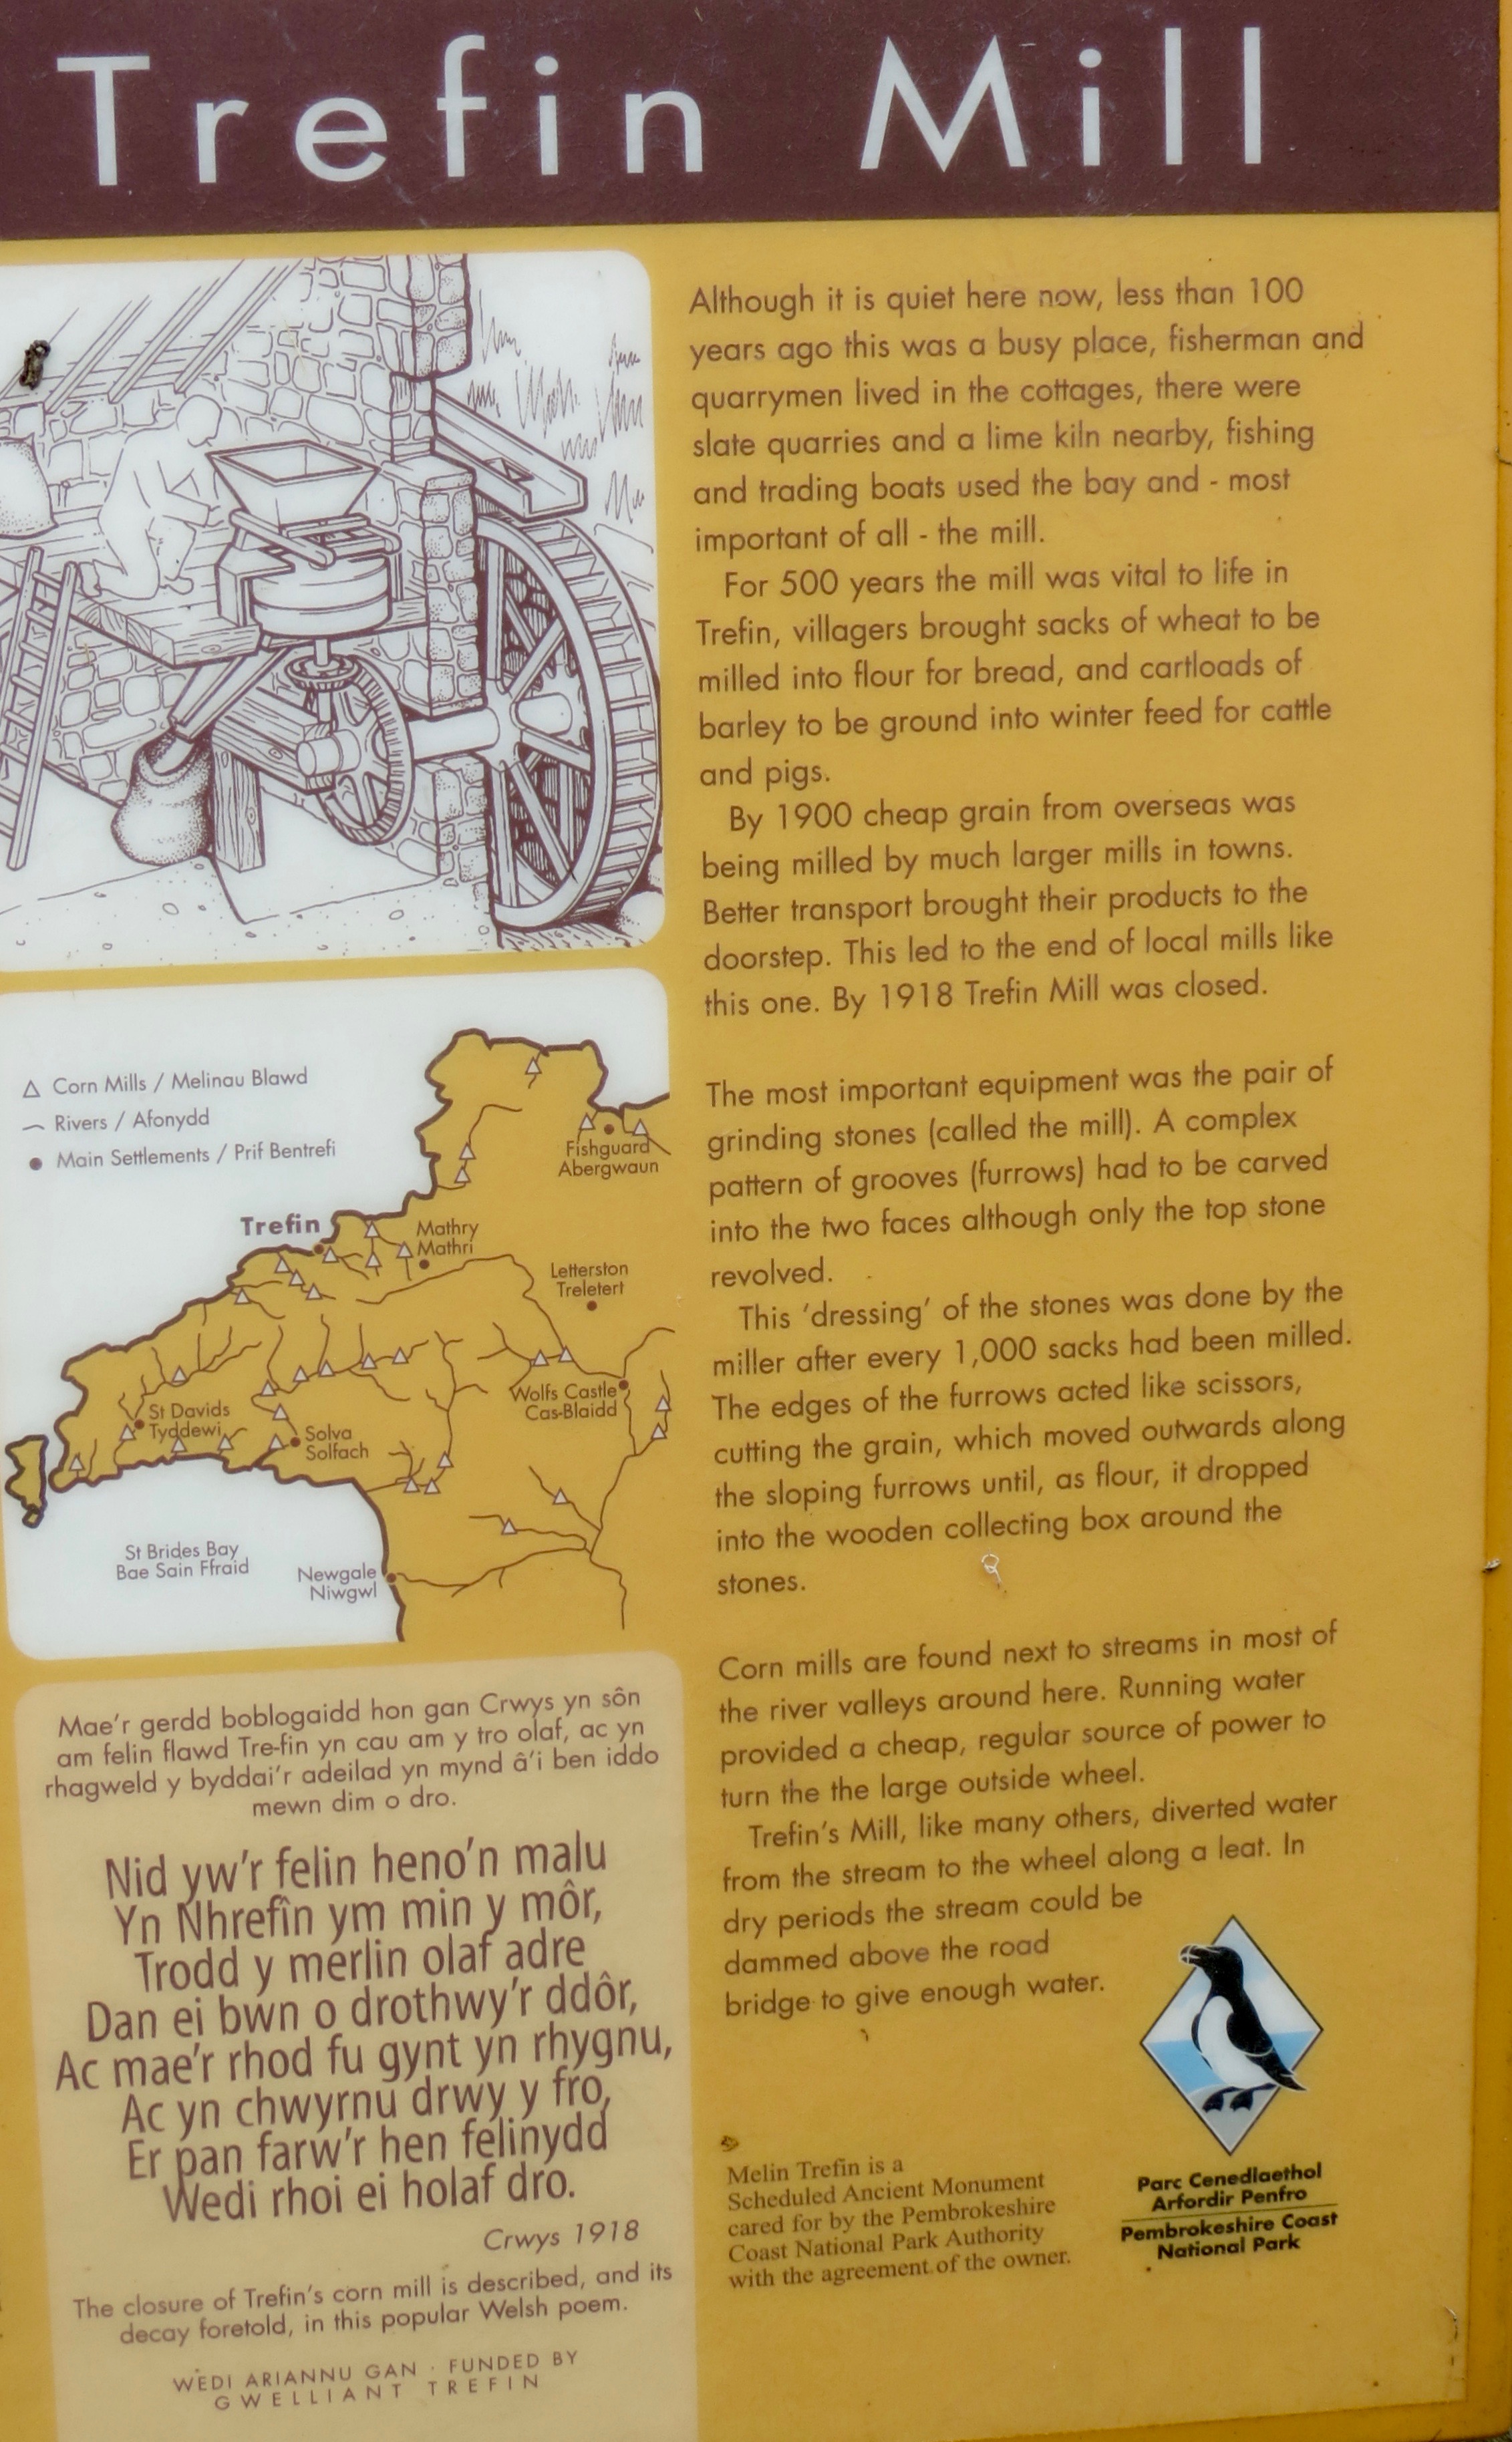 Trefin Mill
Although it is quiet here now, less than 100
years ago this was a busy place, fisherman and
quarrymen lived in the cottages, there were
slate quarries and a lime kiln nearby, fishing
and trading boats used the bay and - most
important of all - the mill.
For 500 years the mill was vital to life in
Trefin, villagers brought sacks of wheat to be
milled into flour for bread, and cartloads of
barley to be ground into winter feed for cattle
and pigs.
By 1900 cheap grain from overseas was
being milled by much larger mills in towns.
Better transport brought their products to the
doorstep. This led to the end of local mills like
this one. By 1918 Trefin Mill was closed.
The most important equipment was the pair of
grinding stones (called the mill). A complex
pattern of grooves (furrows) had to be carved
into the two faces although only the top stone
revolved.
This 'dressing' of the stones was done by the
miller after every 1,000 sacks had been milled.
The edges of the furrows acted like scissors,
cutting the grain, which moved outwards along
the sloping furrows until, as flour, it dropped
into the wooden collecting box around the
stones.
Corn mills are found next to streams in most of
the river valleys around here. Running water
provided a cheap, regular source of power to
turn the the large outside wheel.
Trefin's Mill, like many others, diverted water
from the stream to the wheel along a leat. In
dry periods the stream could be
dammed above the road
bridge to give enough water.
Melin Trefin is a
Scheduled Ancient Monument
cared for by the Pembrokeshire
Coast National Park Authority
with the agreement of the owner.
Parc Cenedlaethol
Arfordir Penfro
Pembrokeshire Coast
National Park
Corn Mills / Melinau Blawd
Rivers / Afonydd
Main Settlements / Prif Bentrefi
Fishguard
Abergwaun
Trefin
Mathry
Mathri
Letterston
Treletert
Wolfs Castle
Cas-Blaidd
St Davids
Tyddewi
Solva
Solfach
St Brides Bay
Bae Sain Ffraid
Newgale
Niwgwl
Mae'r gerdd boblogaidd hon gan Crwys yn sôn
am felin flawd Tre-fin yn cau am y tro olaf, ac yn
rhagweld y byddai'r adeilad yn mynd â'i ben iddo
mewn dim o dro.
Nid yw'r felin heno'n malu
Yn Nhrefîn ym min y môr,
Trodd y merlin olaf adre
Dan ei bwn o drothwy'r ddôr,
Ac mae'r rhod fu gynt yn rhygnu,
Ac yn chwyrnu drwy y fro,
Er pan farw'r hen felinydd
Wedi rhoi ei holaf dro.
Crwys 1918
The closure of Trefin's corn mill is described, and its
decay foretold, in this popular Welsh poem.
WEDI ARIANNU GAN · FUNDED BY
GWELLIANT TREFIN